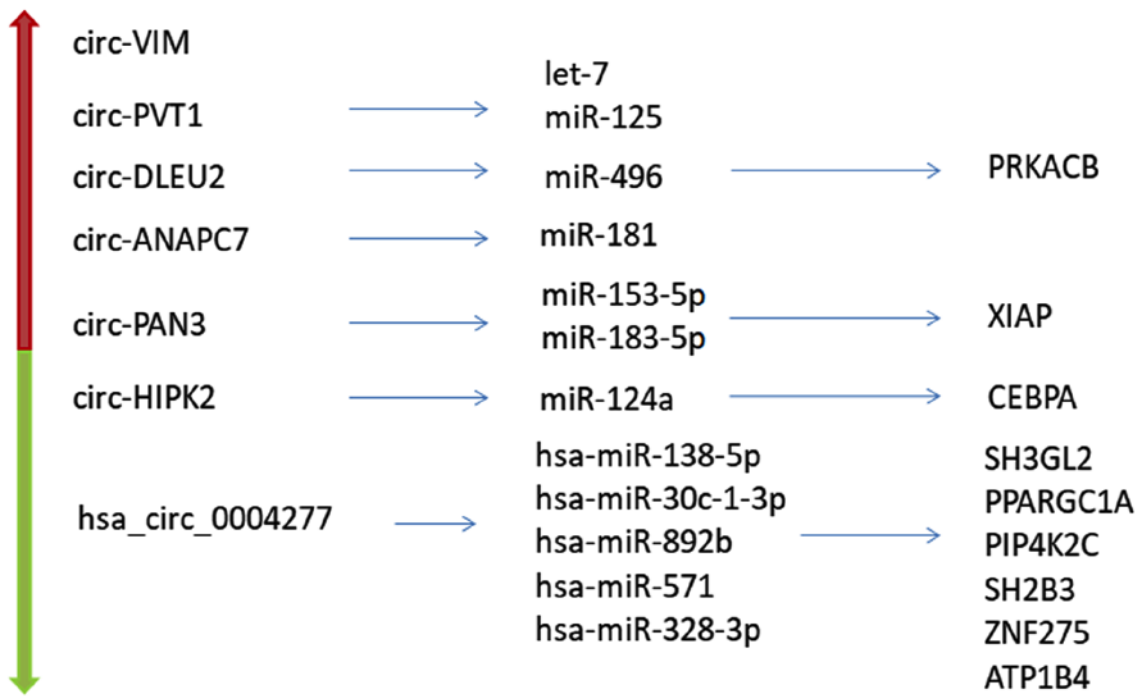 circ-VIM
let-7
circ-PVT1
miR-125
circ-DLEU2
miR-496
PRKACB
circ-ANAPC7
miR-181
circ-PAN3
miR-153-5p
miR-183-5p
XIAP
circ-HIPK2
miR-124a
CEBPA
hsa_circ_0004277
hsa-miR-138-5p
hsa-miR-30c-1-3p
hsa-miR-892b
hsa-miR-571
hsa-miR-328-3p
SH3GL2
PPARGC1A
PIP4K2C
SH2B3
ZNF275
ATP1B4